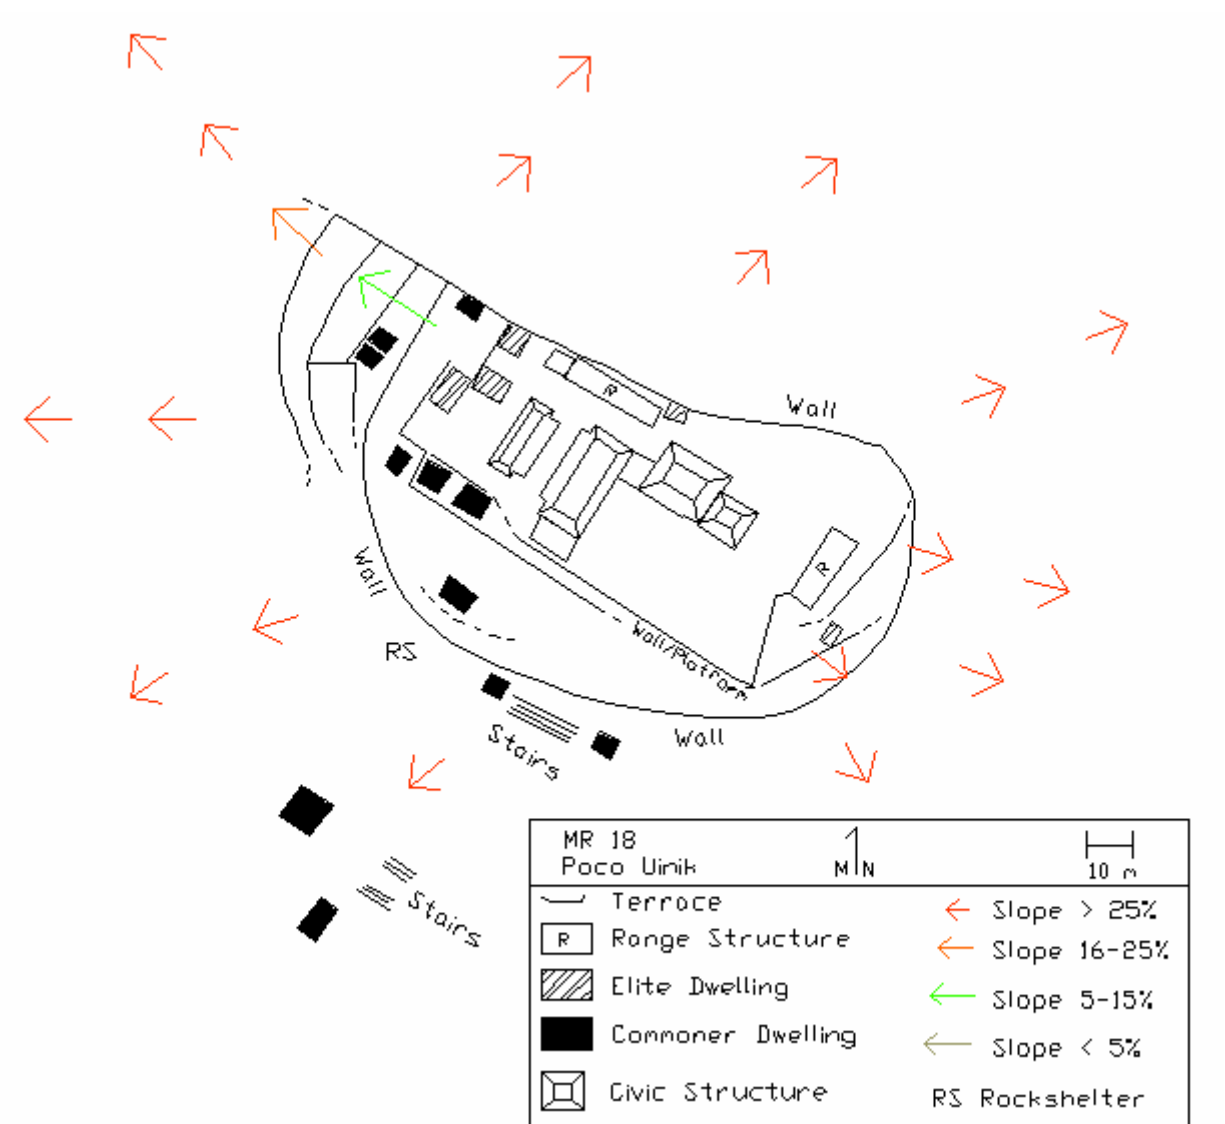 Wall
R
R
Wall
Wall/Platform
RS
Stairs
Wall
Stairs
MR 18
Poco Uinik
M N
10 m
Terrace
R Range Structure
Elite Dwelling
Commoner Dwelling
Civic Structure
Slope > 25%
Slope 16-25%
Slope 5-15%
Slope < 5%
RS Rockshelter